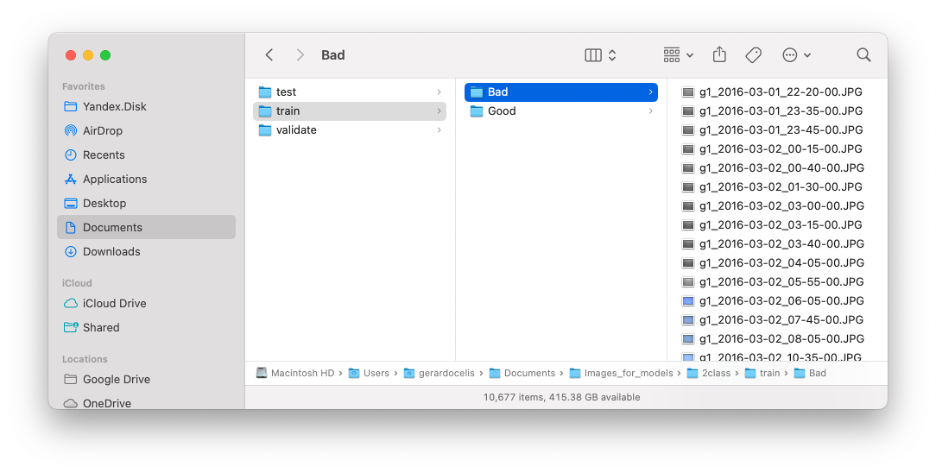 Bad
Favorites
Yandex.Disk
AirDrop
Recents
Applications
Desktop
Documents
Downloads
iCloud
iCloud Drive
Shared
Locations
Google Drive
OneDrive
test
train
validate
Bad
Good
g1_2016-03-01_22-20-00.JPG
g1_2016-03-01_23-35-00.JPG
g1_2016-03-01_23-45-00.JPG
g1_2016-03-02_00-15-00.JPG
g1_2016-03-02_00-40-00.JPG
g1_2016-03-02_01-30-00.JPG
g1_2016-03-02_03-00-00.JPG
g1_2016-03-02_03-15-00.JPG
g1_2016-03-02_03-40-00.JPG
g1_2016-03-02_04-05-00.JPG
g1_2016-03-02_05-55-00.JPG
g1_2016-03-02_06-05-00.JPG
g1_2016-03-02_07-45-00.JPG
g1_2016-03-02_08-05-00.JPG
g1_2016-03-02_10-35-00.JPG
Macintosh HD › Users › gerardocelis › Documents › Images_for_models › 2class › train › Bad
10,677 items, 415.38 GB available